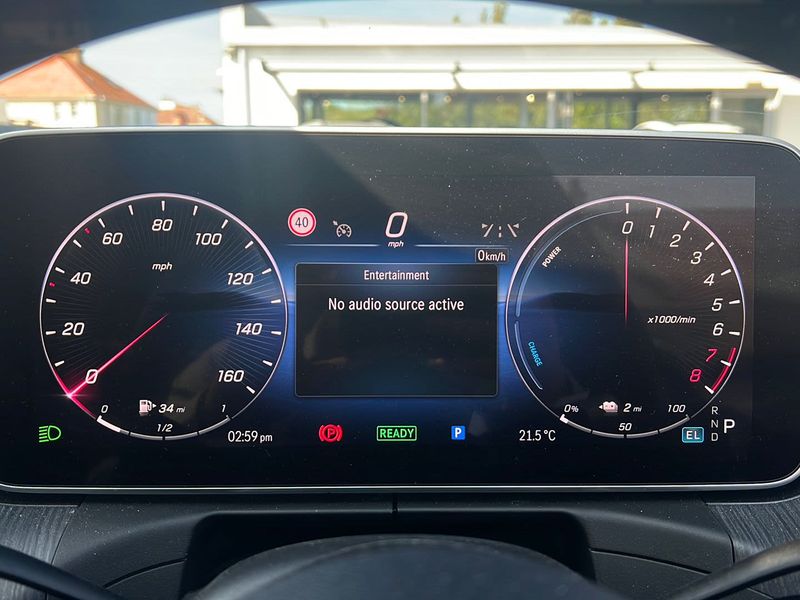 80
60
100
mph
40
120
20
140
0
160
34 mi
0
1
1/2
02:59 pm
40
0
mph
0km/h
Entertainment
No audio source active
P
READY
P
21.5°C
POWER
CHARGE
0
1
2
3
4
5
6
7
8
x1000/min
2 mi
0%
100
50
EL
R
N
D
P